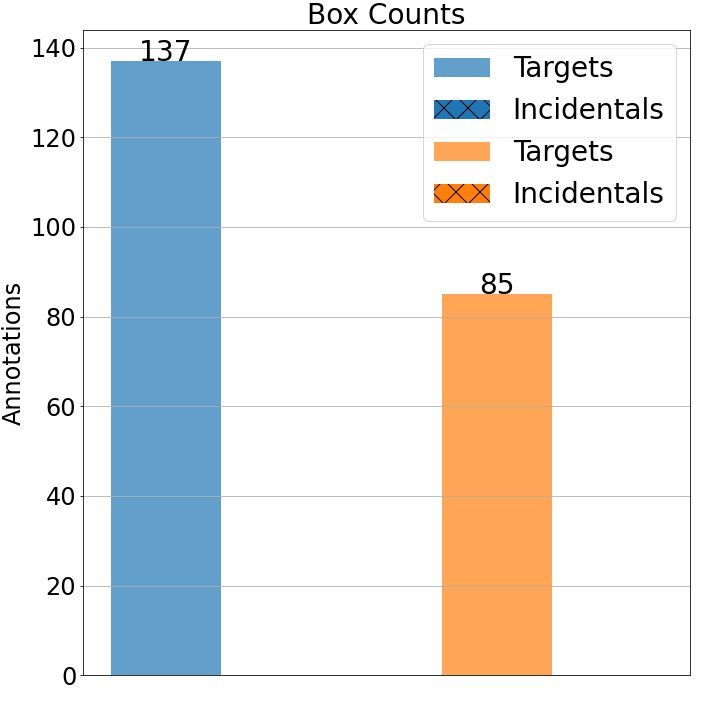 Box Counts
140
120
100
80
60
40
20
0
Annotations
137
85
Targets
Incidentals
Targets
Incidentals